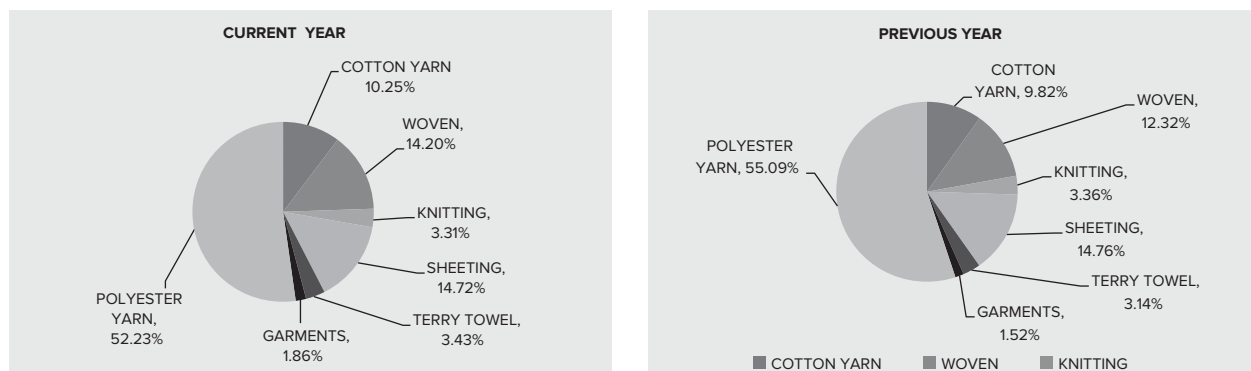 CURRENT YEAR
COTTON YARN
10.25%
WOVEN,
14.20%
KNITTING,
3.31%
SHEETING,
14.72%
TERRY TOWEL,
3.43%
GARMENTS,
1.86%
POLYESTER
YARN,
52.23%
PREVIOUS YEAR
COTTON
YARN, 9.82%
WOVEN,
12.32%
KNITTING,
3.36%
SHEETING,
14.76%
TERRY TOWEL,
3.14%
GARMENTS,
1.52%
POLYESTER
YARN, 55.09%
COTTON YARN WOVEN KNITTING